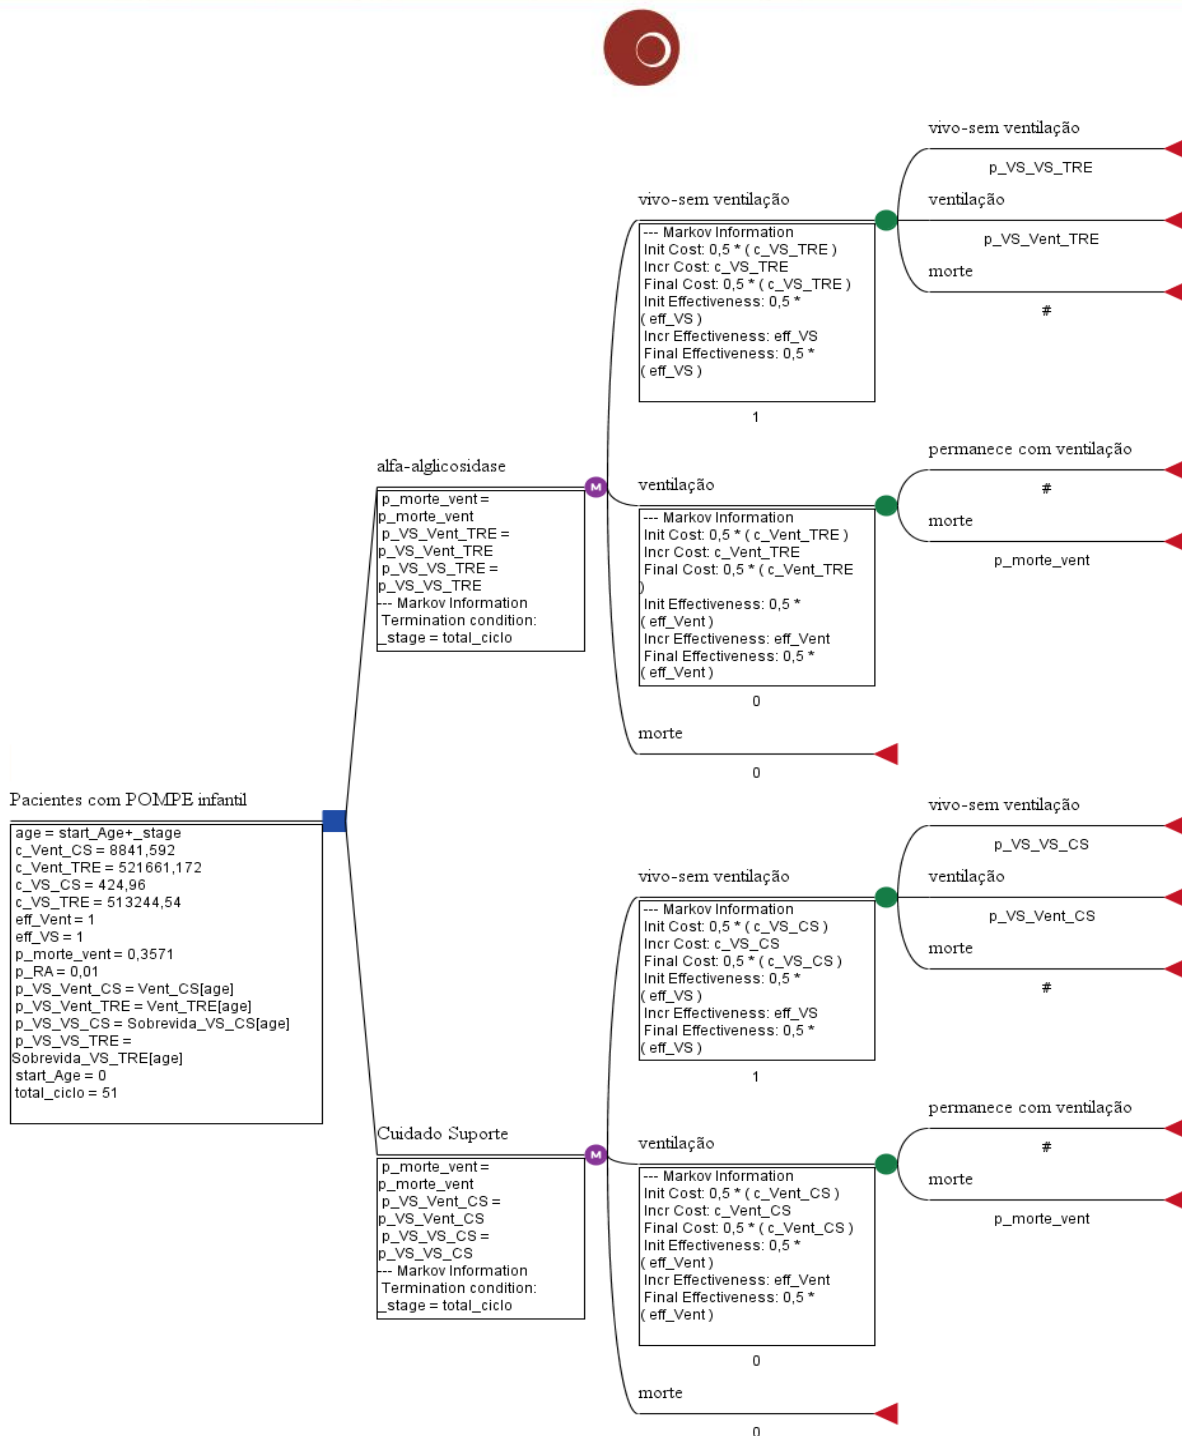 vivo-sem ventilação
p_VS_VS_TRE
vivo-sem ventilação
ventilação
--- Markov Information
Init Cost: 0,5 * ( c_VS_TRE )
Incr Cost: c_VS_TRE
Final Cost: 0,5 * ( c_VS_TRE )
Init Effectiveness: 0,5 *
( eff_VS )
Incr Effectiveness: eff_VS
Final Effectiveness: 0,5 *
( eff_VS )
1
p_VS_Vent_TRE
morte
#
alfa-alglicosidase
p_morte_vent =
p_morte_vent
p_VS_Vent_TRE =
p_VS_Vent_TRE
p_VS_VS_TRE =
p_VS_VS_TRE
--- Markov Information
Termination condition:
_stage = total_ciclo
M
ventilação
--- Markov Information
Init Cost: 0,5 * ( c_Vent_TRE )
Incr Cost: c_Vent_TRE
Final Cost: 0,5 * ( c_Vent_TRE
)
Init Effectiveness: 0,5 *
( eff_Vent )
Incr Effectiveness: eff_Vent
Final Effectiveness: 0,5 *
( eff_Vent )
0
permanece com ventilação
#
morte
p_morte_vent
morte
0
Pacientes com POMPE infantil
age = start_Age+_stage
c_Vent_CS = 8841,592
c_Vent_TRE = 521661,172
c_VS_CS = 424,96
c_VS_TRE = 513244,54
eff_Vent = 1
eff_VS = 1
p_morte_vent = 0,3571
p_RA = 0,01
p_VS_Vent_CS = Vent_CS[age]
p_VS_Vent_TRE = Vent_TRE[age]
p_VS_VS_CS = Sobrevida_VS_CS[age]
p_VS_VS_TRE =
Sobrevida_VS_TRE[age]
start_Age = 0
total_ciclo = 51
vivo-sem ventilação
p_VS_VS_CS
vivo-sem ventilação
ventilação
--- Markov Information
Init Cost: 0,5 * ( c_VS_CS )
Incr Cost: c_VS_CS
Final Cost: 0,5 * ( c_VS_CS )
Init Effectiveness: 0,5 *
( eff_VS )
Incr Effectiveness: eff_VS
Final Effectiveness: 0,5 *
( eff_VS )
1
p_VS_Vent_CS
morte
#
Cuidado Suporte
p_morte_vent =
p_morte_vent
p_VS_Vent_CS =
p_VS_Vent_CS
p_VS_VS_CS =
p_VS_VS_CS
--- Markov Information
Termination condition:
_stage = total_ciclo
M
ventilação
--- Markov Information
Init Cost: 0,5 * ( c_Vent_CS )
Incr Cost: c_Vent_CS
Final Cost: 0,5 * ( c_Vent_CS )
Init Effectiveness: 0,5 *
( eff_Vent )
Incr Effectiveness: eff_Vent
Final Effectiveness: 0,5 *
( eff_Vent )
0
permanece com ventilação
#
morte
p_morte_vent
morte
0